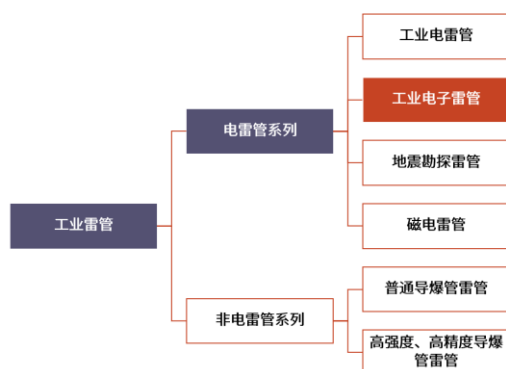 工业电雷管
工业电子雷管
电雷管系列
地震勘探雷管
磁电雷管
工业雷管
普通导爆管雷管
非电雷管系列
高强度、高精度导爆
管雷管